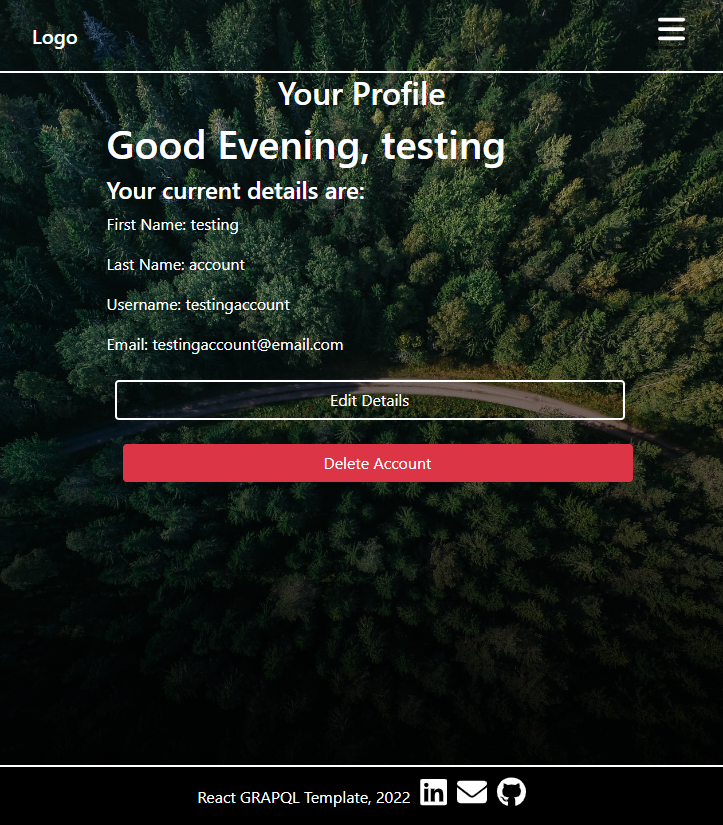 Logo
Your Profile
Good Evening, testing
Your current details are:
First Name: testing
Last Name: account
Username: testingaccount
Email: testingaccount@email.com
Edit Details
Delete Account
React GRAPQL Template, 2022